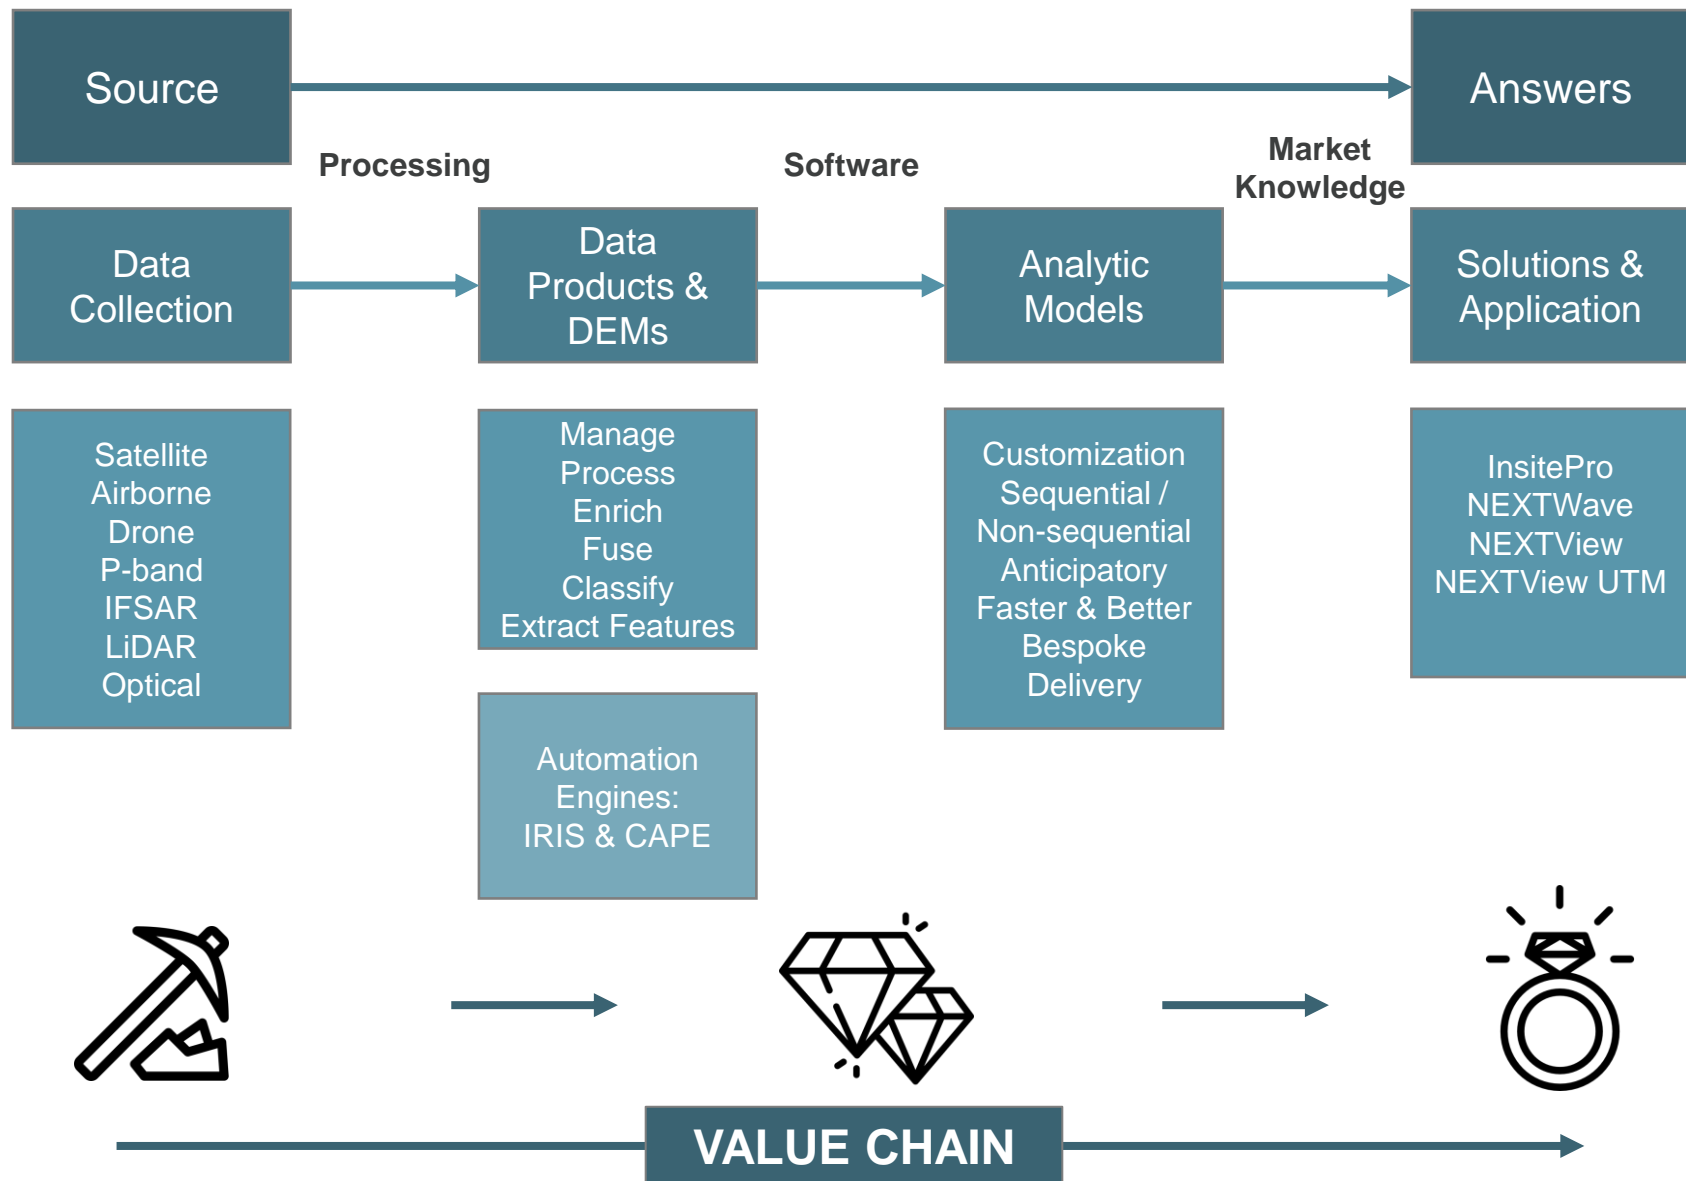 Source
Answers
Processing
Software
Market
Knowledge
Data
Collection
Data
Products &
DEMs
Analytic
Models
Solutions &
Application
Satellite
Airborne
Drone
P-band
IFSAR
LiDAR
Optical
Manage
Process
Enrich
Fuse
Classify
Extract Features
Automation
Engines:
IRIS & CAPE
Customization
Sequential /
Non-sequential
Anticipatory
Faster & Better
Bespoke
Delivery
InsitePro
NEXTWave
NEXTView
NEXTView UTM
VALUE CHAIN